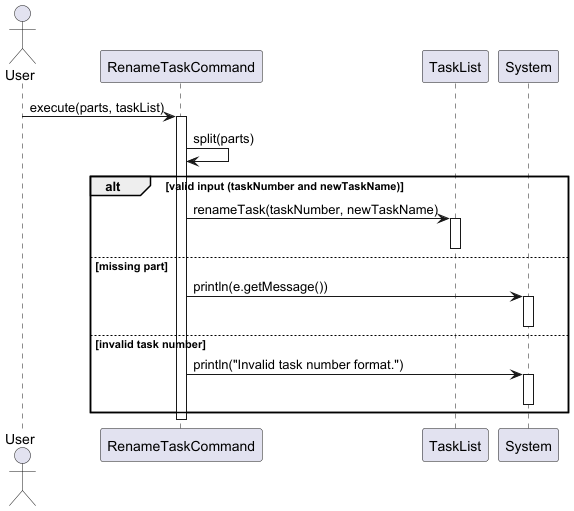 User
RenameTaskCommand
TaskList
System
execute(parts, taskList)
split(parts)
alt
[valid input (taskNumber and newTaskName)]
renameTask(taskNumber, newTaskName)
[missing part]
println(e.getMessage())
[invalid task number]
println("Invalid task number format.")
User
RenameTaskCommand
TaskList
System